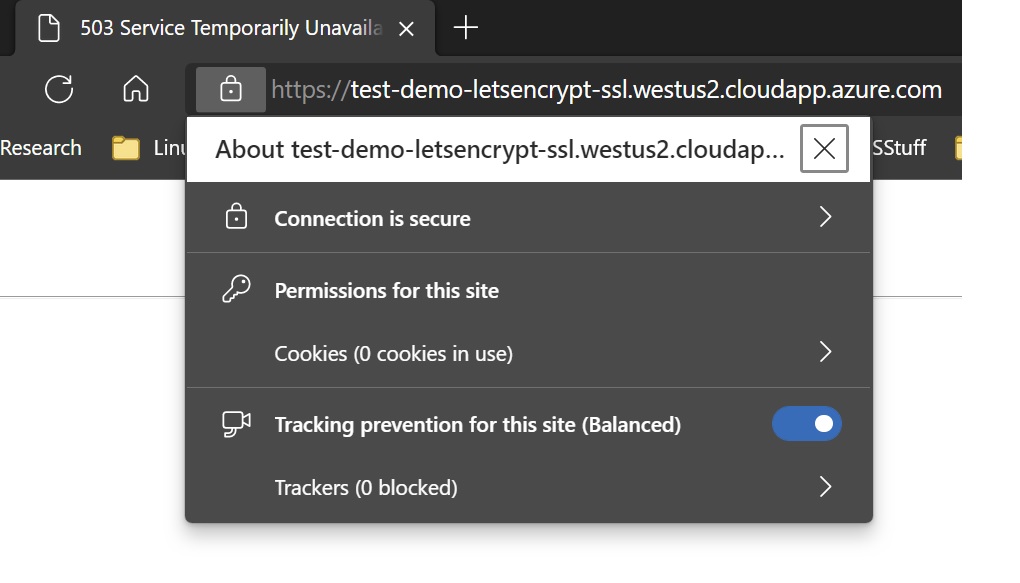 503 Service Temporarily Unavaila
https://test-demo-letsencrypt-ssl.westus2.cloudapp.azure.com
Research Linu SStuff
About test-demo-letsencrypt-ssl.westus2.cloudap...
Connection is secure
Permissions for this site
Cookies (0 cookies in use)
Tracking prevention for this site (Balanced)
Trackers (0 blocked)